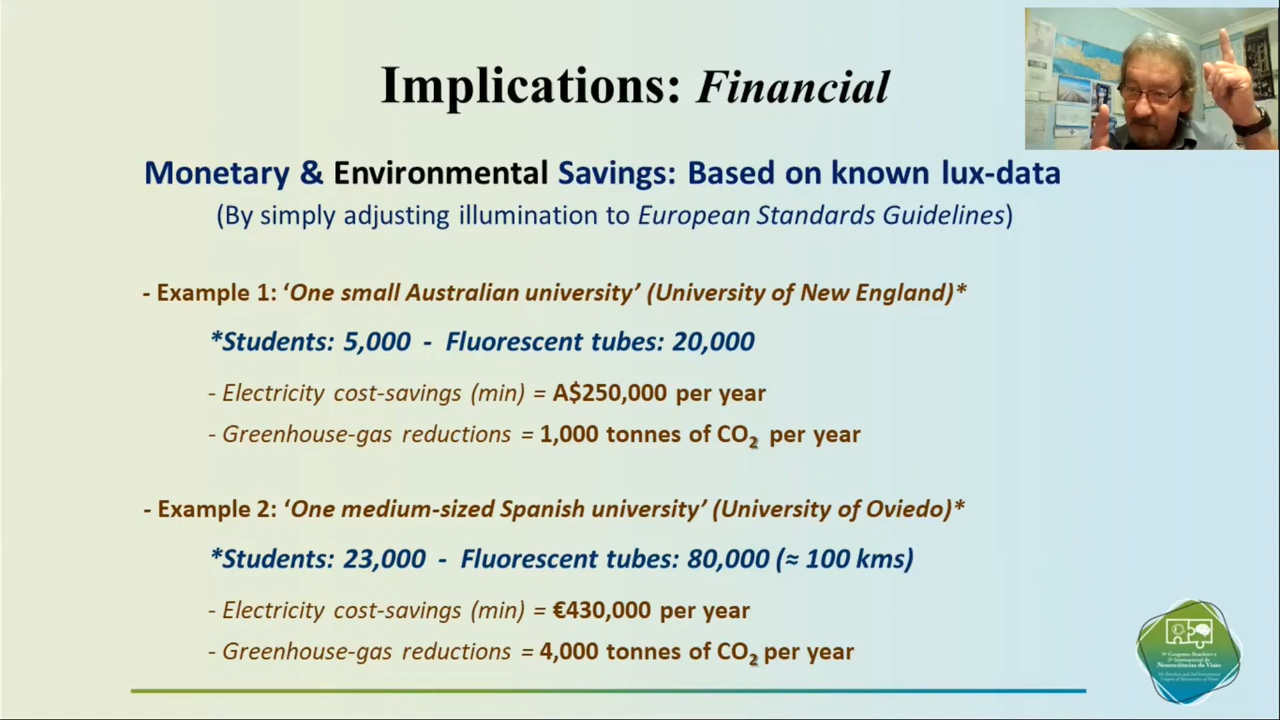 Implications: Financial
Monetary & Environmental Savings: Based on known lux-data
(By simply adjusting illumination to European Standards Guidelines)
- Example 1: ‘One small Australian university’ (University of New England)*
*Students: 5,000 - Fluorescent tubes: 20,000
- Electricity cost-savings (min) = A$250,000 per year
- Greenhouse-gas reductions = 1,000 tonnes of CO₂ per year
- Example 2: ‘One medium-sized Spanish university’ (University of Oviedo)*
*Students: 23,000 - Fluorescent tubes: 80,000 (≈ 100 kms)
- Electricity cost-savings (min) = €430,000 per year
- Greenhouse-gas reductions = 4,000 tonnes of CO₂ per year
Neurociências da Visão